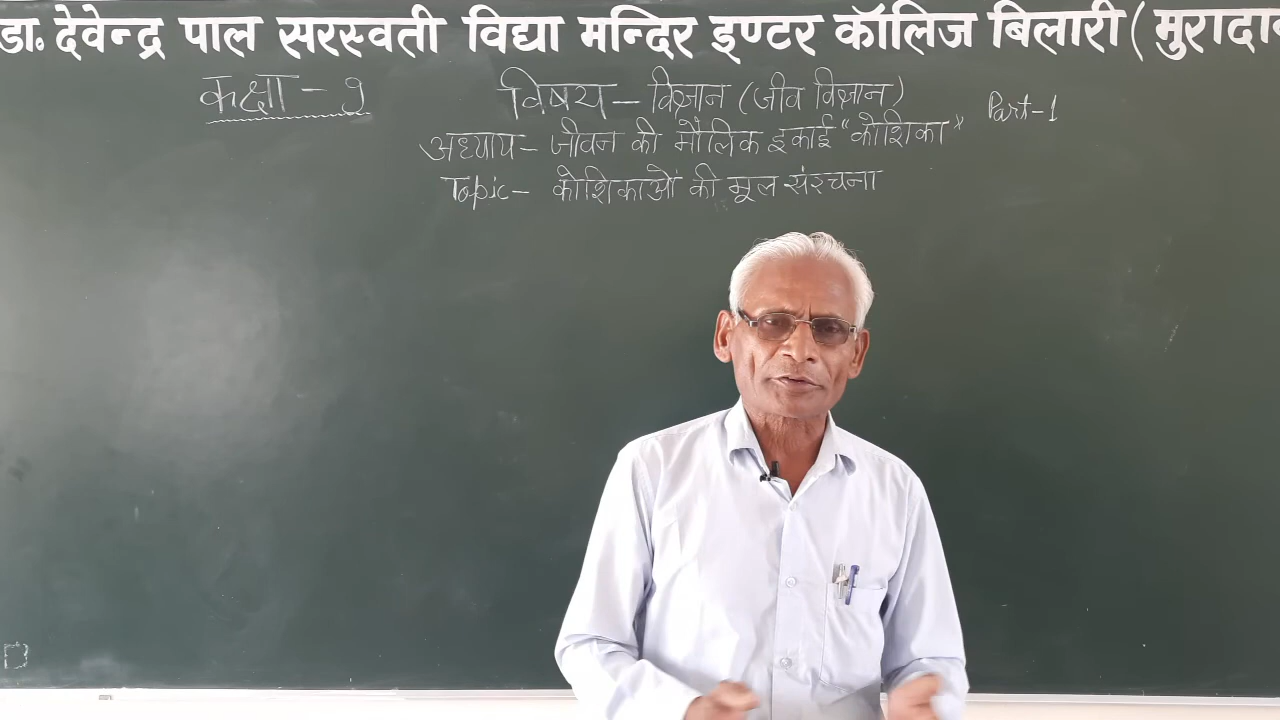 डा. देवेन्द्र पाल सरस्वती विद्या मन्दिर इण्टर कॉलिज बिलारी (मुरादाब
कक्षा - 9
विषय - विज्ञान (जीव विज्ञान)
Part-1
अध्याय - जीवन की मौलिक इकाई "कोशिका"
Topic - कोशिकाओं की मूल संरचना